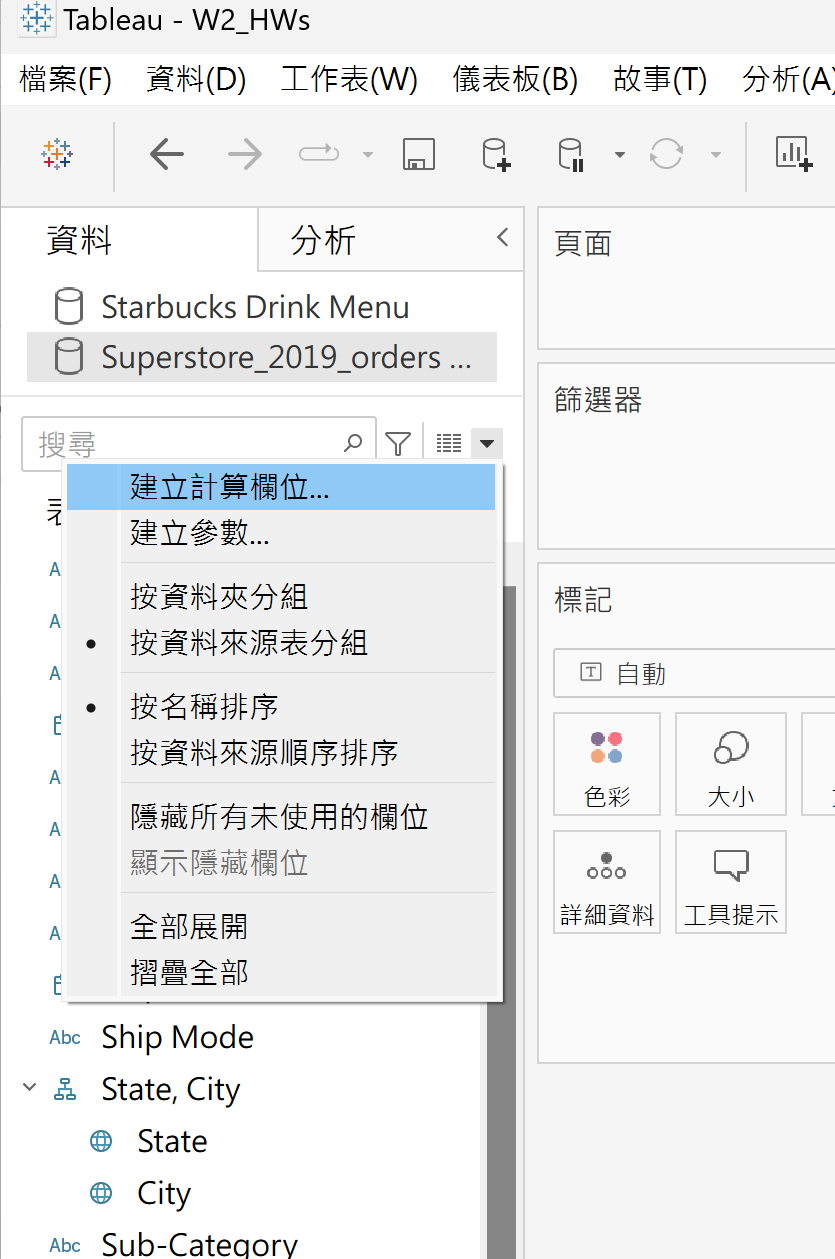 Tableau - W2_HWs
檔案(F) 資料(D) 工作表(W) 儀表板(B) 故事(T) 分析(A)
資料 分析
Starbucks Drink Menu
Superstore_2019_orders ...
搜尋
建立計算欄位...
建立參數...
按資料夾分組
按資料來源表分組
按名稱排序
按資料來源順序排序
隱藏所有未使用的欄位
顯示隱藏欄位
全部展開
摺疊全部
Abc Ship Mode
State, City
State
City
Abc Sub-Category
頁面
篩選器
標記
T 自動
色彩 大小
詳細資料 工具提示